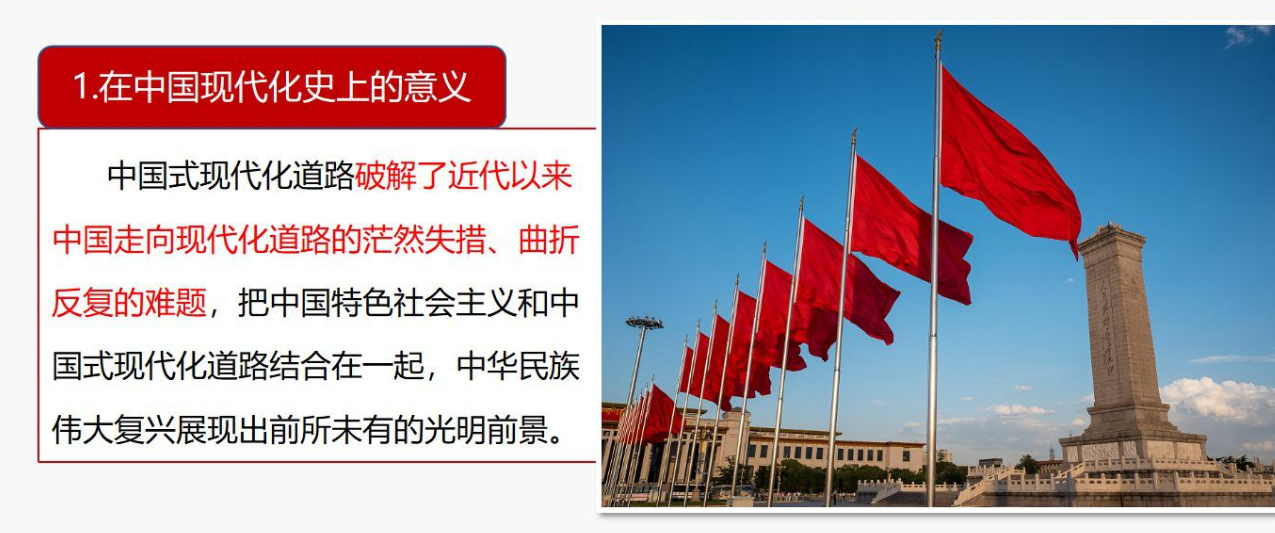 1.在中国现代化史上的意义
中国式现代化道路破解了近代以来
中国走向现代化道路的茫然失措、曲折
反复的难题，把中国特色社会主义和中
国式现代化道路结合在一起，中华民族
伟大复兴展现出前所未有的光明前景。